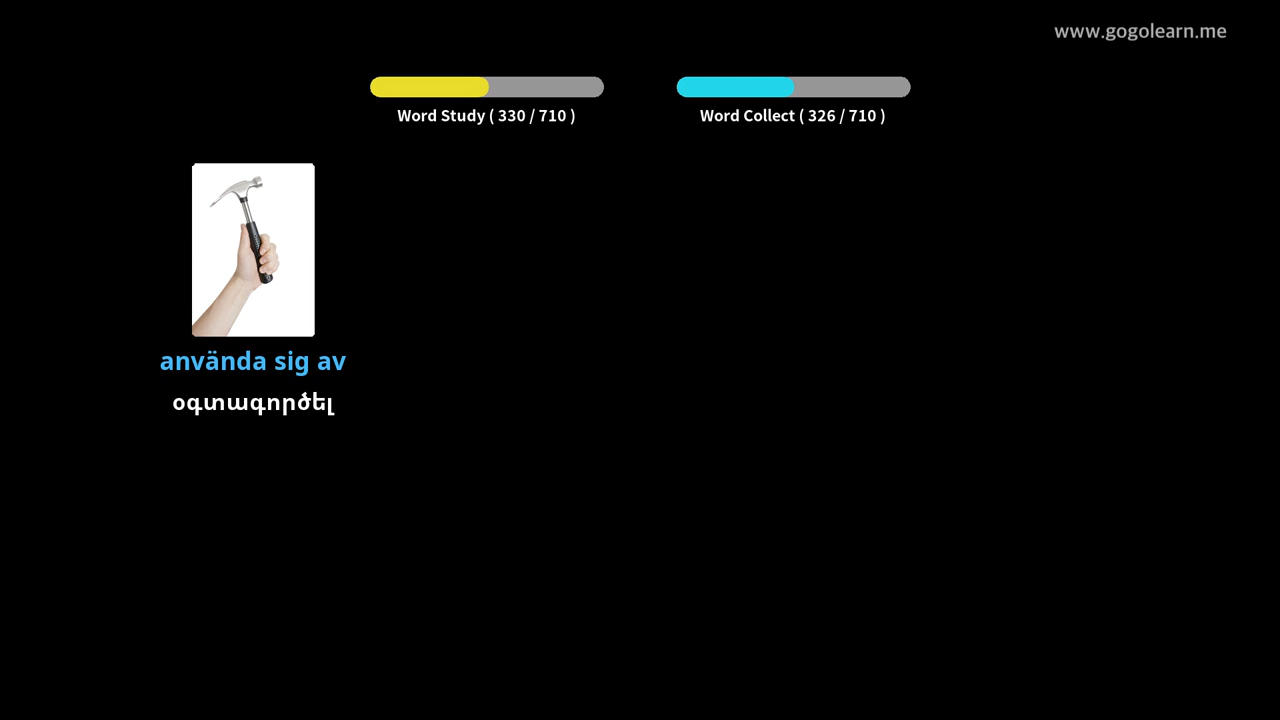 www.gogolearn.me
Word Study ( 330 / 710 )
Word Collect ( 326 / 710 )
använda sig av
օգտագործել